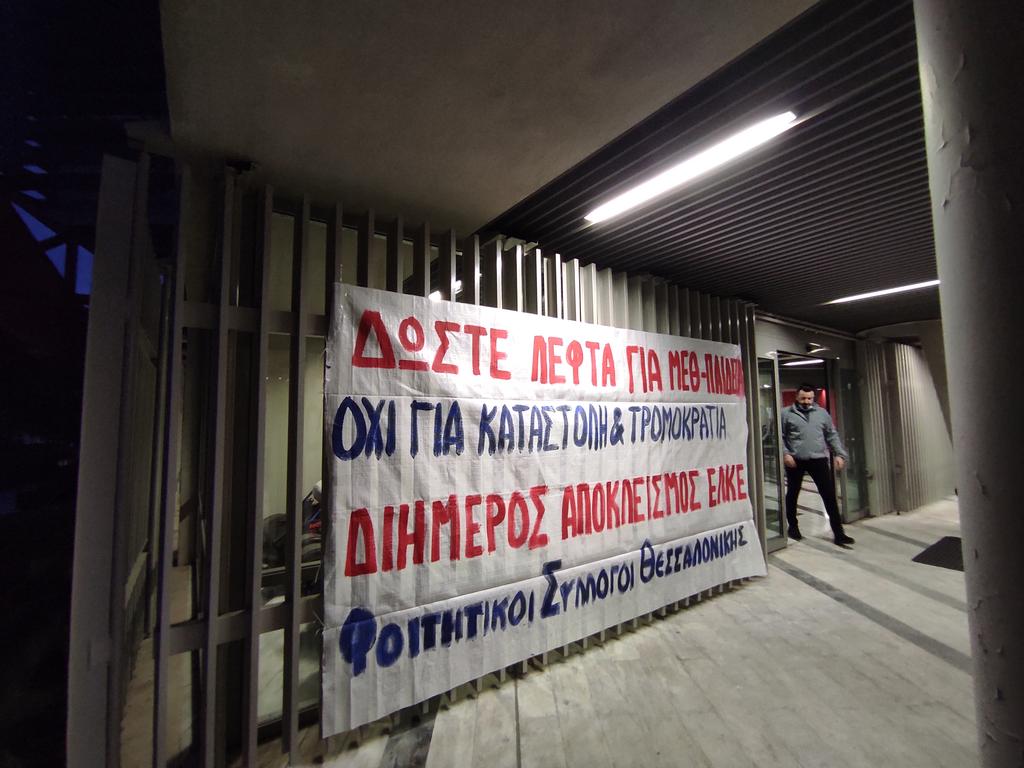 ΔΩΣΤΕ ΛΕΦΤΑ ΓΙΑ ΜΕΘ-ΠΑΙΔΕΙΑ
ΟΧΙ ΓΙΑ ΚΑΤΑΣΤΟΛΗ & ΤΡΟΜΟΚΡΑΤΙΑ
ΔΙΗΜΕΡΟΣ ΑΠΟΚΛΕΙΣΜΟΣ ΕΛΚΕ
ΦΟΙΤΗΤΙΚΟΙ ΣΥΛΛΟΓΟΙ ΘΕΣΣΑΛΟΝΙΚΗΣ